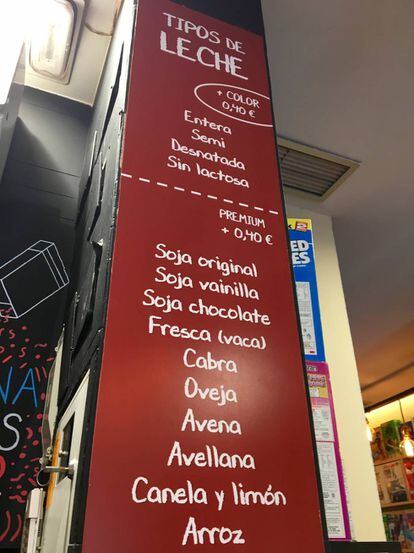 TIPOS DE
LECHE
+ COLOR
0,40 €
Entera
Semi
Desnatada
Sin lactosa
PREMIUM
+ 0,40 €
Soja original
Soja vainilla
Soja chocolate
Fresca (vaca)
Cabra
Oveja
Avena
Avellana
Canela y limón
Arroz